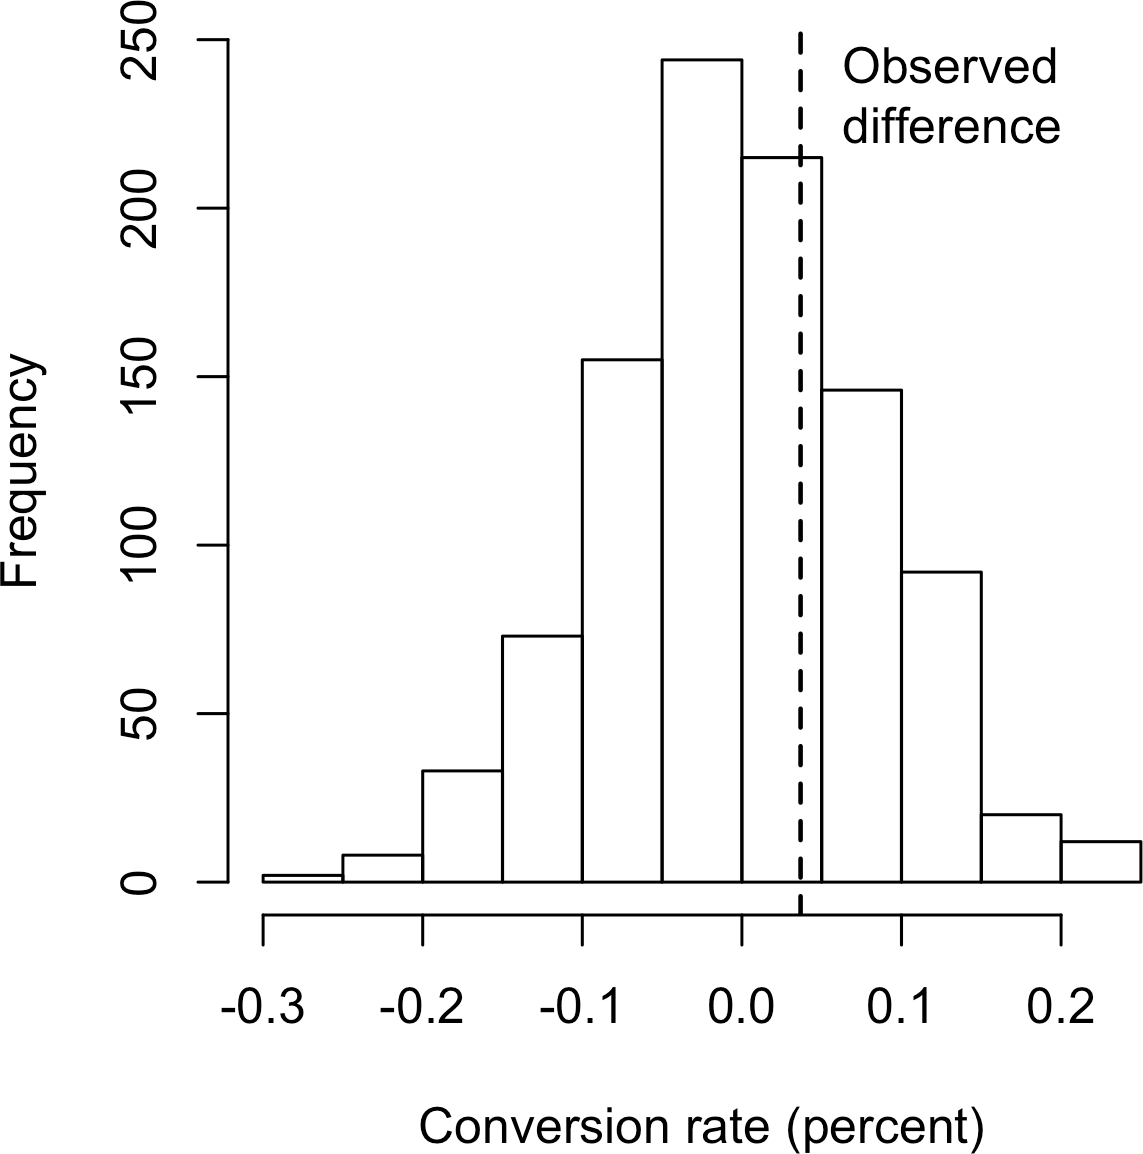 Observed
difference
Frequency
250
200
150
100
50
0
-0.3 -0.2 -0.1 0.0 0.1 0.2
Conversion rate (percent)